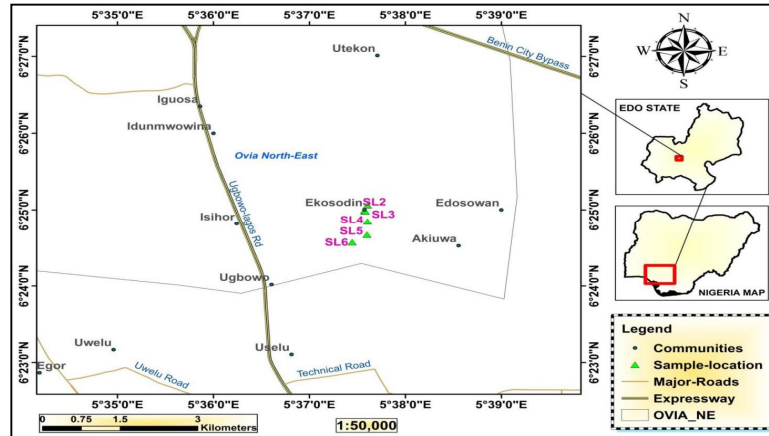 5°35'0"E 5°36'0"E 5°37'0"E 5°38'0"E 5°39'0"E
N
W E
S
6°27'0"N 6°27'0"N
6°26'0"N 6°26'0"N
6°25'0"N 6°25'0"N
6°24'0"N 6°24'0"N
6°23'0"N 6°23'0"N
Utekon
Benin City Bypass
Iguosa
Idunmwowina
Ovia North-East
Ugbowo-lagos Rd
Ekosodin
SL2
SL3
SL4
SL5
SL6
Edosowan
Isihor
Akiuwa
Ugbowo
Uwelu
Uselu
Egor
Uwelu Road
Technical Road
EDO STATE
NIGERIA MAP
Legend
Communities
Sample-location
Major-Roads
Expressway
OVIA_NE
0 0.75 1.5 3
Kilometers
1:50,000
5°35'0"E 5°36'0"E 5°37'0"E 5°38'0"E 5°39'0"E